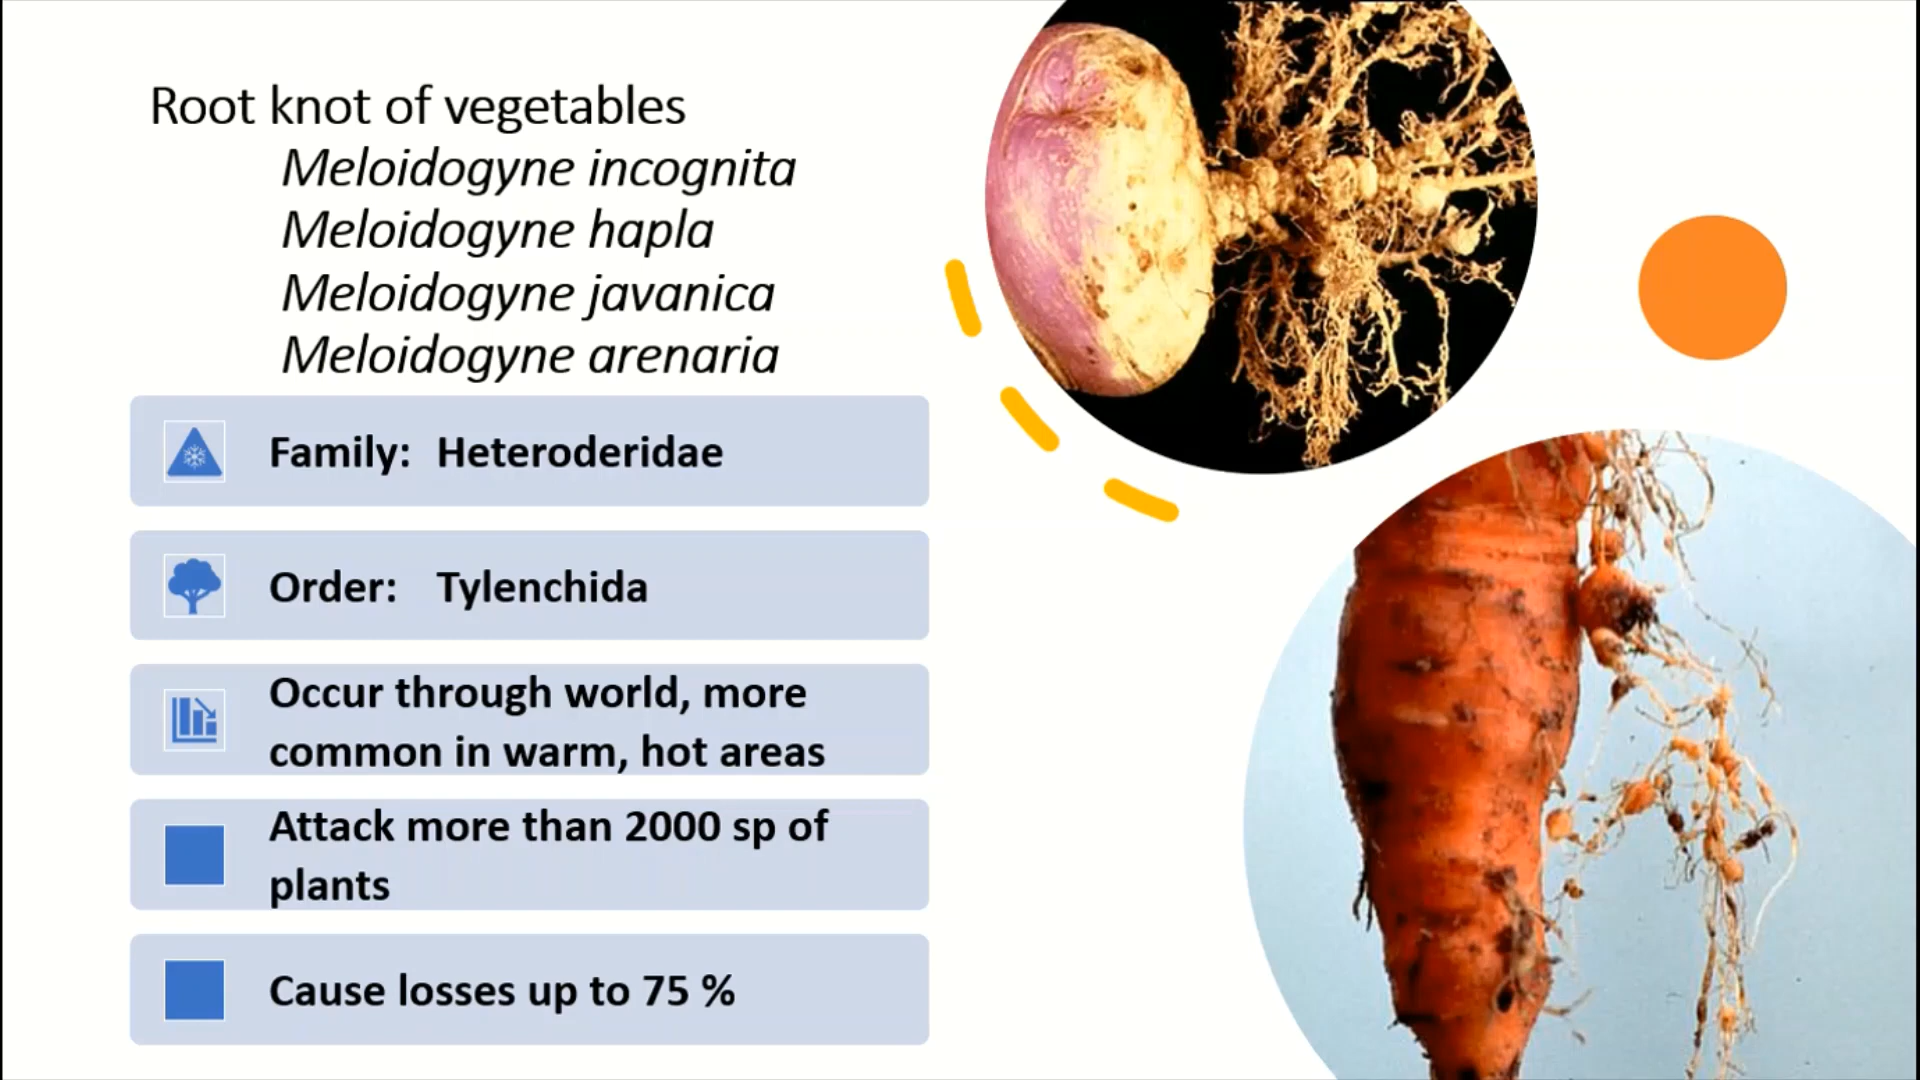 Root knot of vegetables
Meloidogyne incognita
Meloidogyne hapla
Meloidogyne javanica
Meloidogyne arenaria
Family: Heteroderidae
Order: Tylenchida
Occur through world, more
common in warm, hot areas
Attack more than 2000 sp of
plants
Cause losses up to 75 %